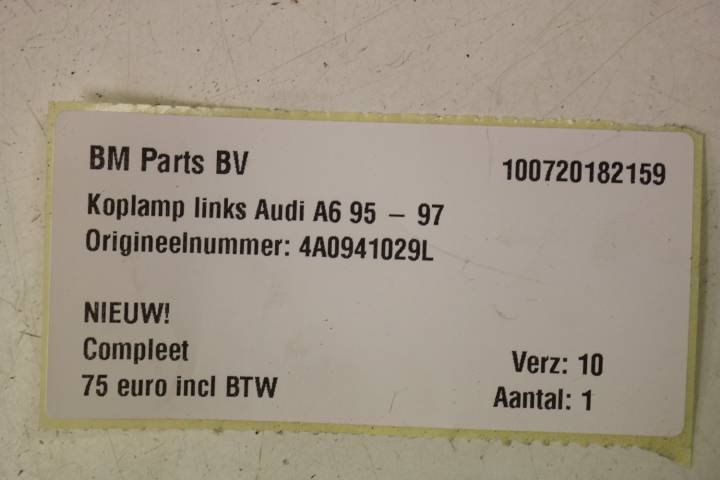 BM Parts BV
100720182159
Koplamp links Audi A6 95 – 97
Origineelnummer: 4A0941029L
NIEUW!
Compleet
Verz: 10
75 euro incl BTW
Aantal: 1